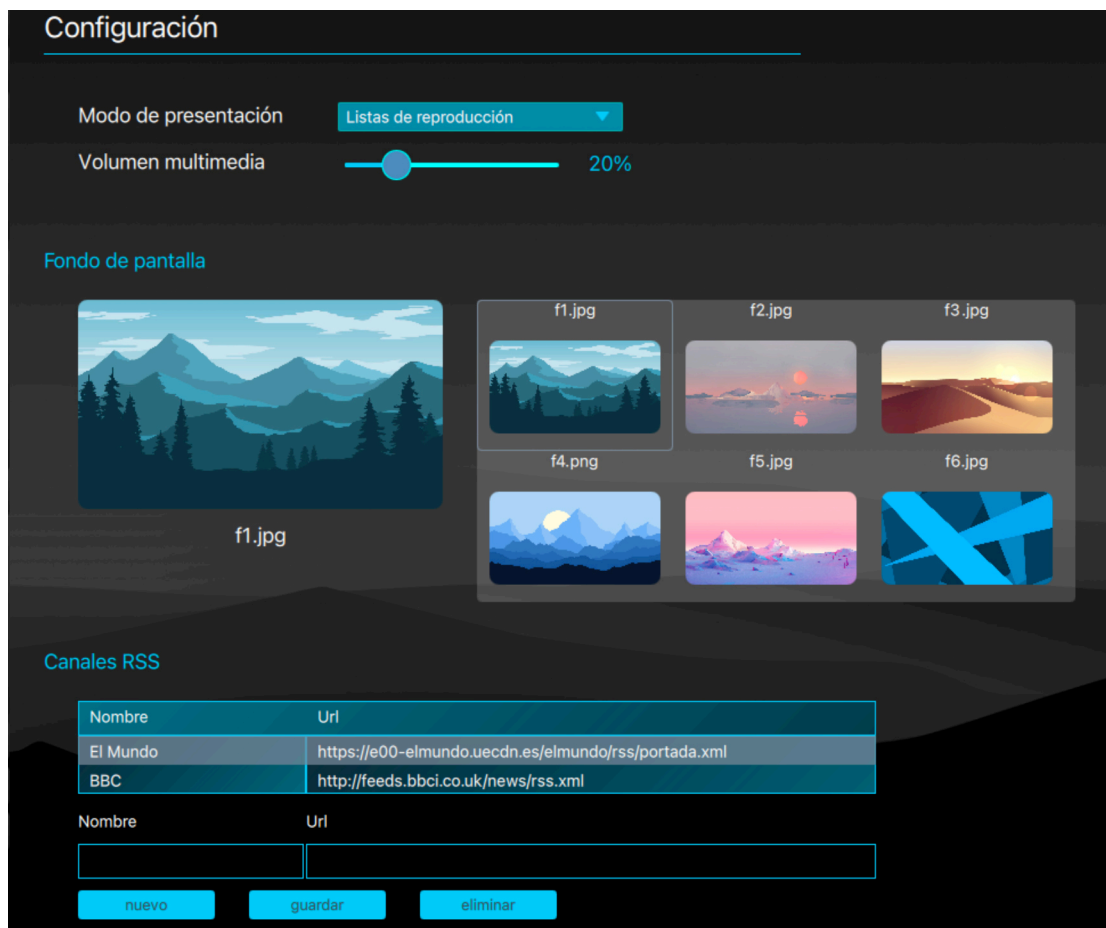 Configuración
Modo de presentación Listas de reproducción
Volumen multimedia 20%
Fondo de pantalla
f1.jpg
f1.jpg f2.jpg f3.jpg
f4.png f5.jpg f6.jpg
Canales RSS
Nombre Url
El Mundo https://e00-elmundo.uecdn.es/elmundo/rss/portada.xml
BBC http://feeds.bbci.co.uk/news/rss.xml
Nombre Url
nuevo guardar eliminar